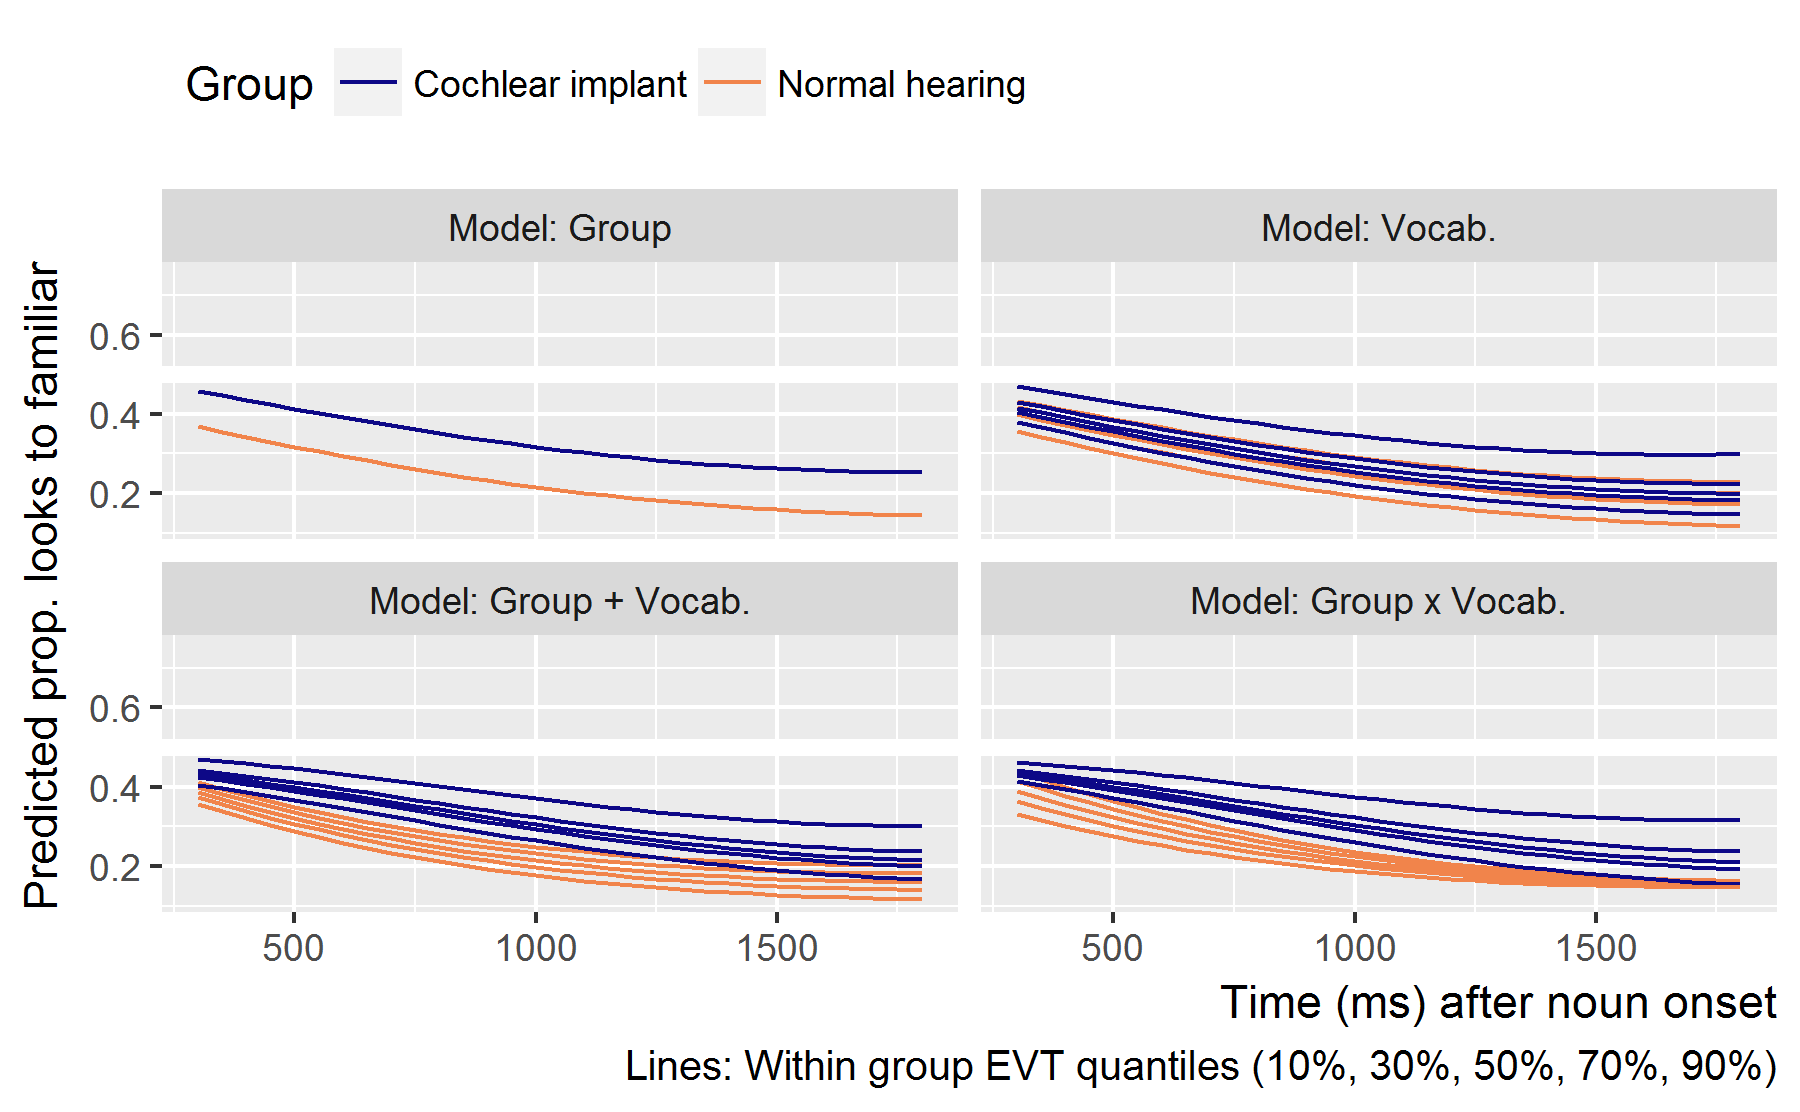 Group Cochlear implant Normal hearing
Model: Group Model: Vocab.
0.6
0.4
0.2
Model: Group + Vocab. Model: Group x Vocab.
0.6
0.4
0.2
Predicted prop. looks to familiar
500 1000 1500 500 1000 1500
Time (ms) after noun onset
Lines: Within group EVT quantiles (10%, 30%, 50%, 70%, 90%)